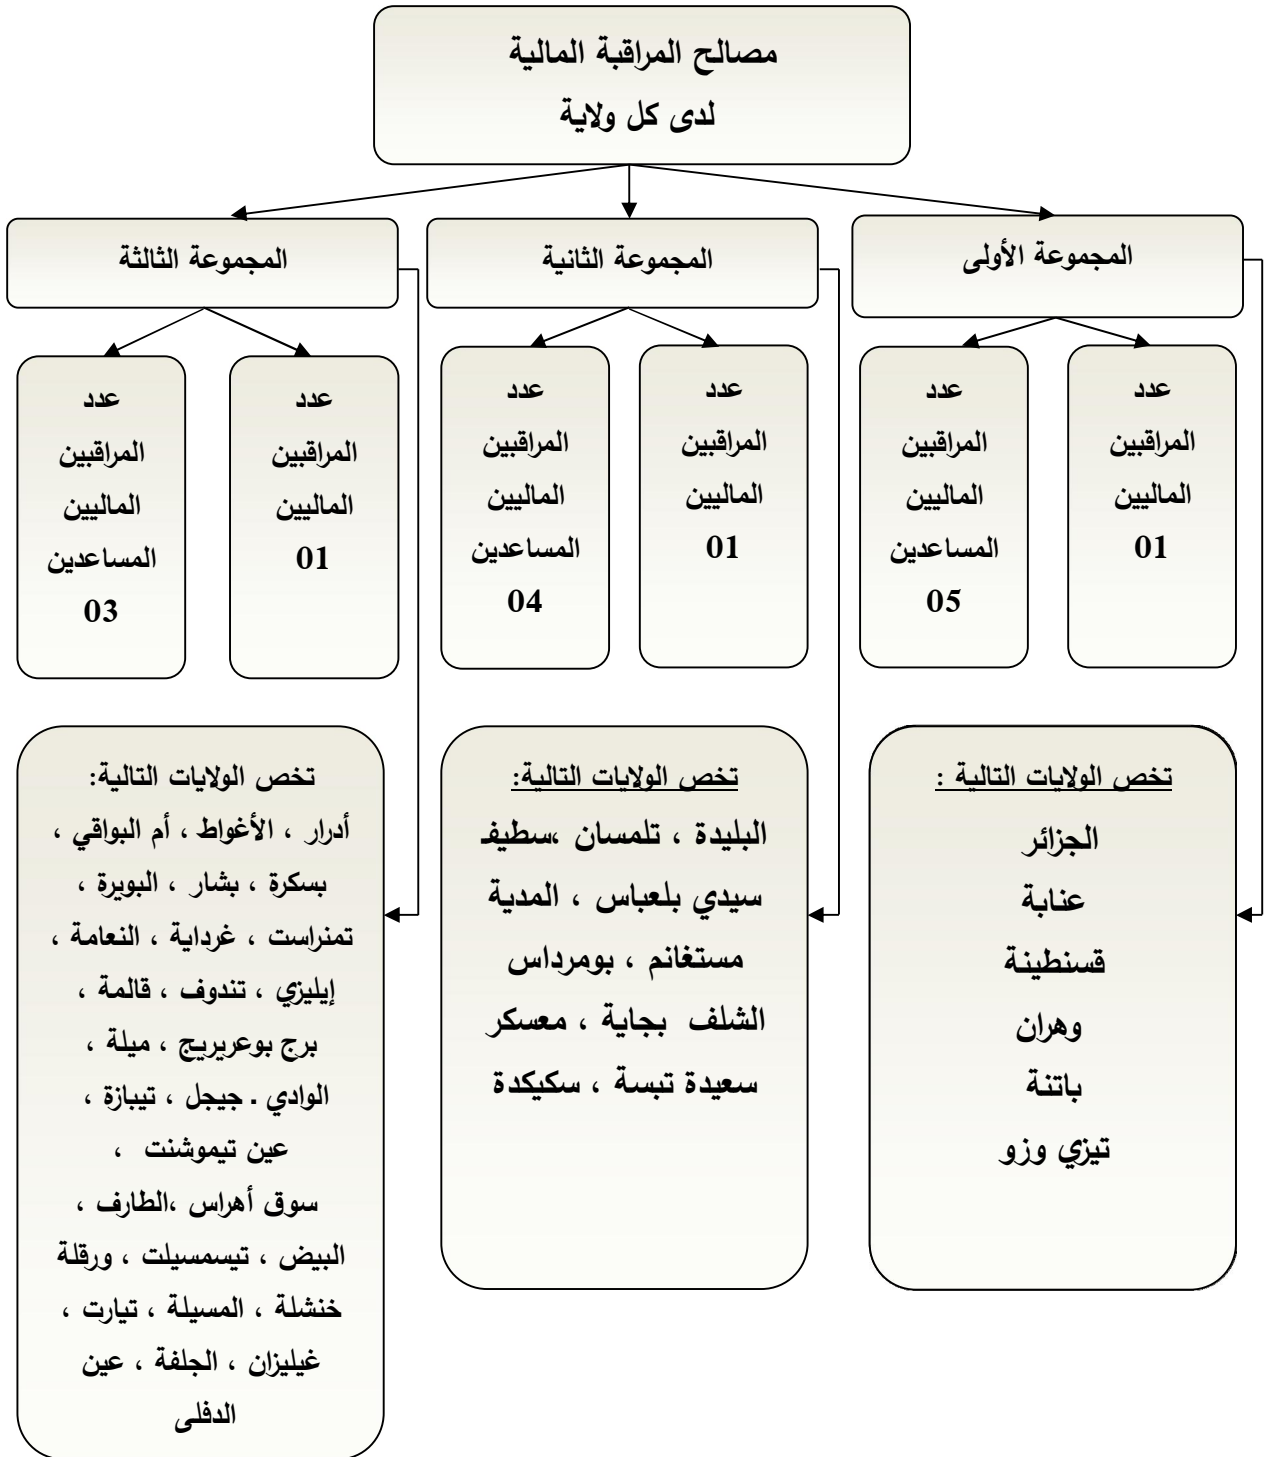 مصالح المراقبة المالية
لدى كل ولاية
المجموعة الأولى
المجموعة الثانية
المجموعة الثالثة
عدد
المراقبين
الماليين
01
عدد
المراقبين
الماليين
المساعدين
05
عدد
المراقبين
الماليين
01
عدد
المراقبين
الماليين
المساعدين
04
عدد
المراقبين
الماليين
01
عدد
المراقبين
الماليين
المساعدين
03
تخص الولايات التالية :
الجزائر
عنابة
قسنطينة
وهران
باتنة
تيزي وزو
تخص الولايات التالية:
البليدة ، تلمسان ،سطيف
سيدي بلعباس ، المدية
مستغانم ، بومرداس
الشلف بجاية ، معسكر
سعيدة تبسة ، سكيكدة
تخص الولايات التالية:
أدرار ، الأغواط ، أم البواقي ،
بسكرة ، بشار ، البويرة ،
تمنراست ، غرداية ، النعامة ،
إيليزي ، تندوف ، قالمة ،
برج بوعريريج ، ميلة ،
الوادي . جيجل ، تيبازة ،
عين تيموشنت ،
سوق أهراس ،الطارف ،
البيض ، تيسمسيلت ، ورقلة
خنشلة ، المسيلة ، تيارت ،
غيليزان ، الجلفة ، عين
الدفلى